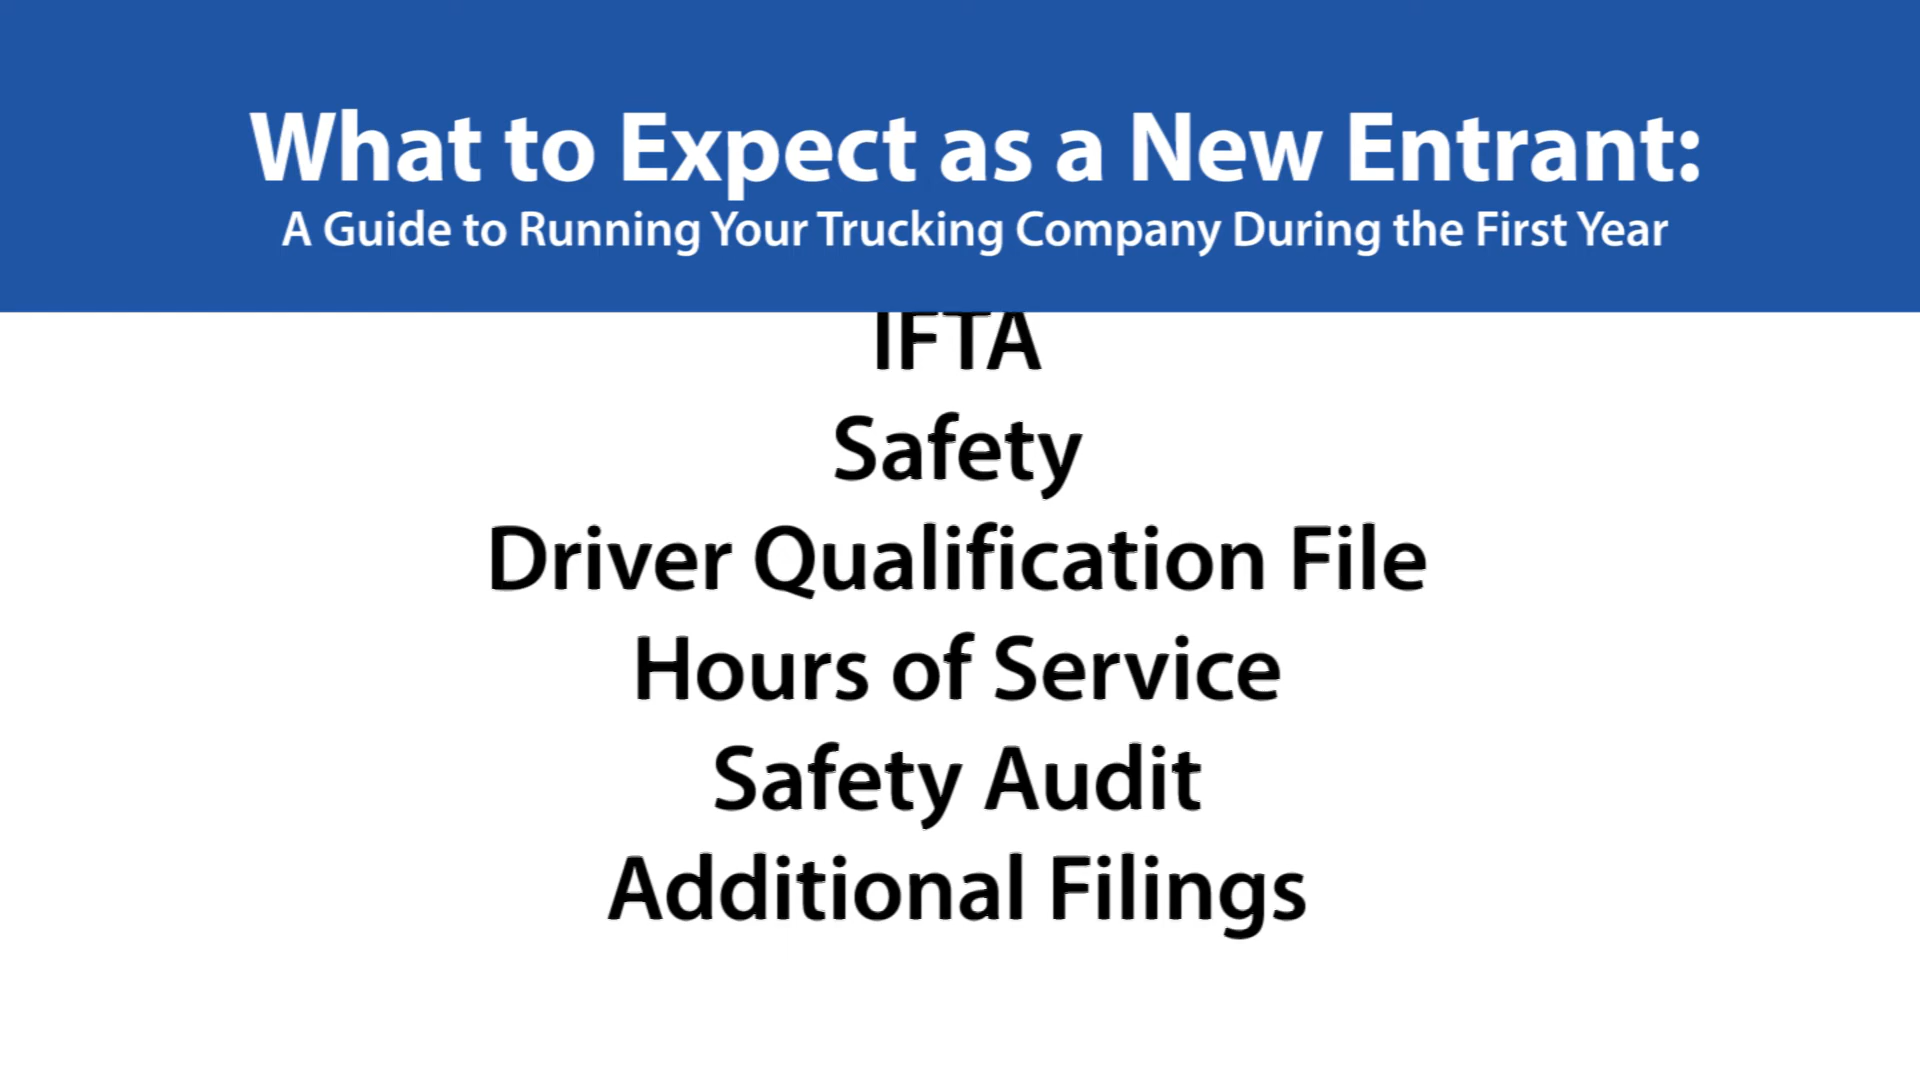 What to Expect as a New Entrant:
A Guide to Running Your Trucking Company During the First Year
IFTA
Safety
Driver Qualification File
Hours of Service
Safety Audit
Additional Filings